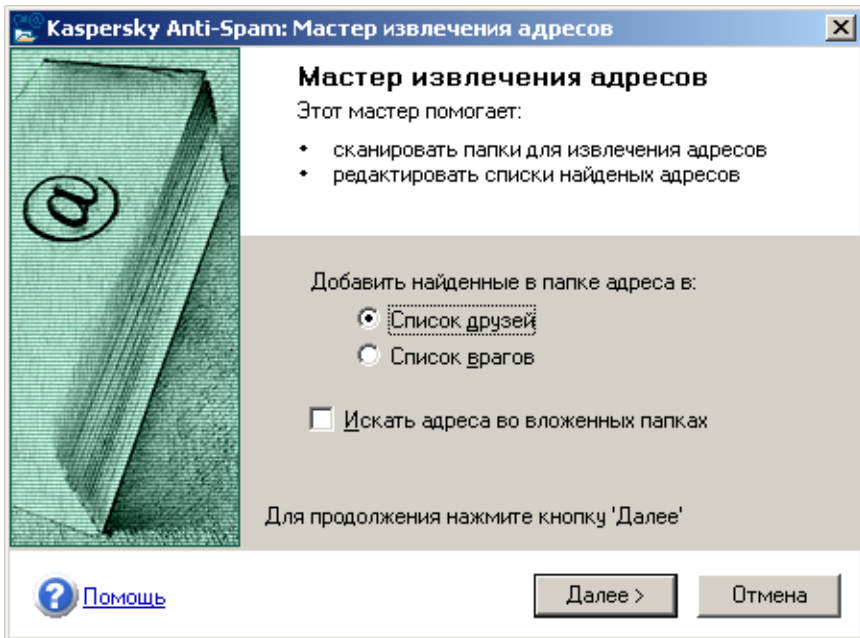 Kaspersky Anti-Spam: Мастер извлечения адресов
Мастер извлечения адресов
Этот мастер помогает:
• сканировать папки для извлечения адресов
• редактировать списки найденых адресов
@
Добавить найденные в папке адреса в:
Список друзей
Список врагов
Искать адреса во вложенных папках
Для продолжения нажмите кнопку 'Далее'
? Помощь
Далее >
Отмена